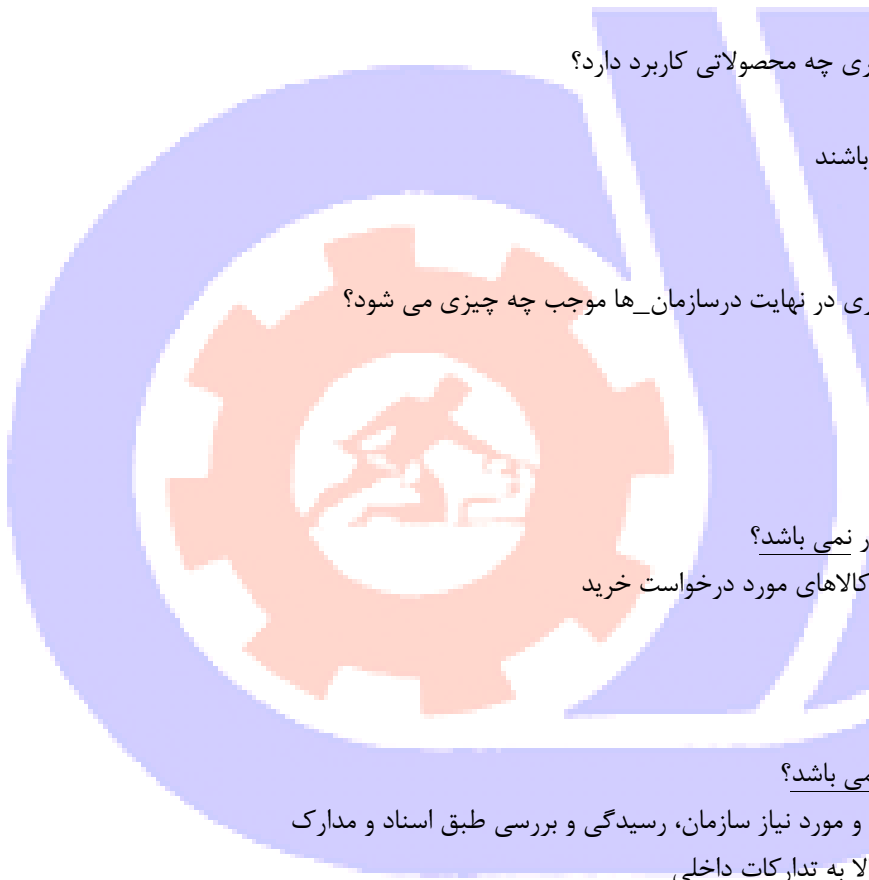 ری چه محصولاتی کاربرد دارد؟
باشند
ری در نهایت درسازمان_ها موجب چه چیزی می شود؟
ر نمی باشد؟
کالاهای مورد درخواست خرید
می باشد؟
و مورد نیاز سازمان، رسیدگی و بررسی طبق اسناد و مدارک
لا به تدارکات داخلی